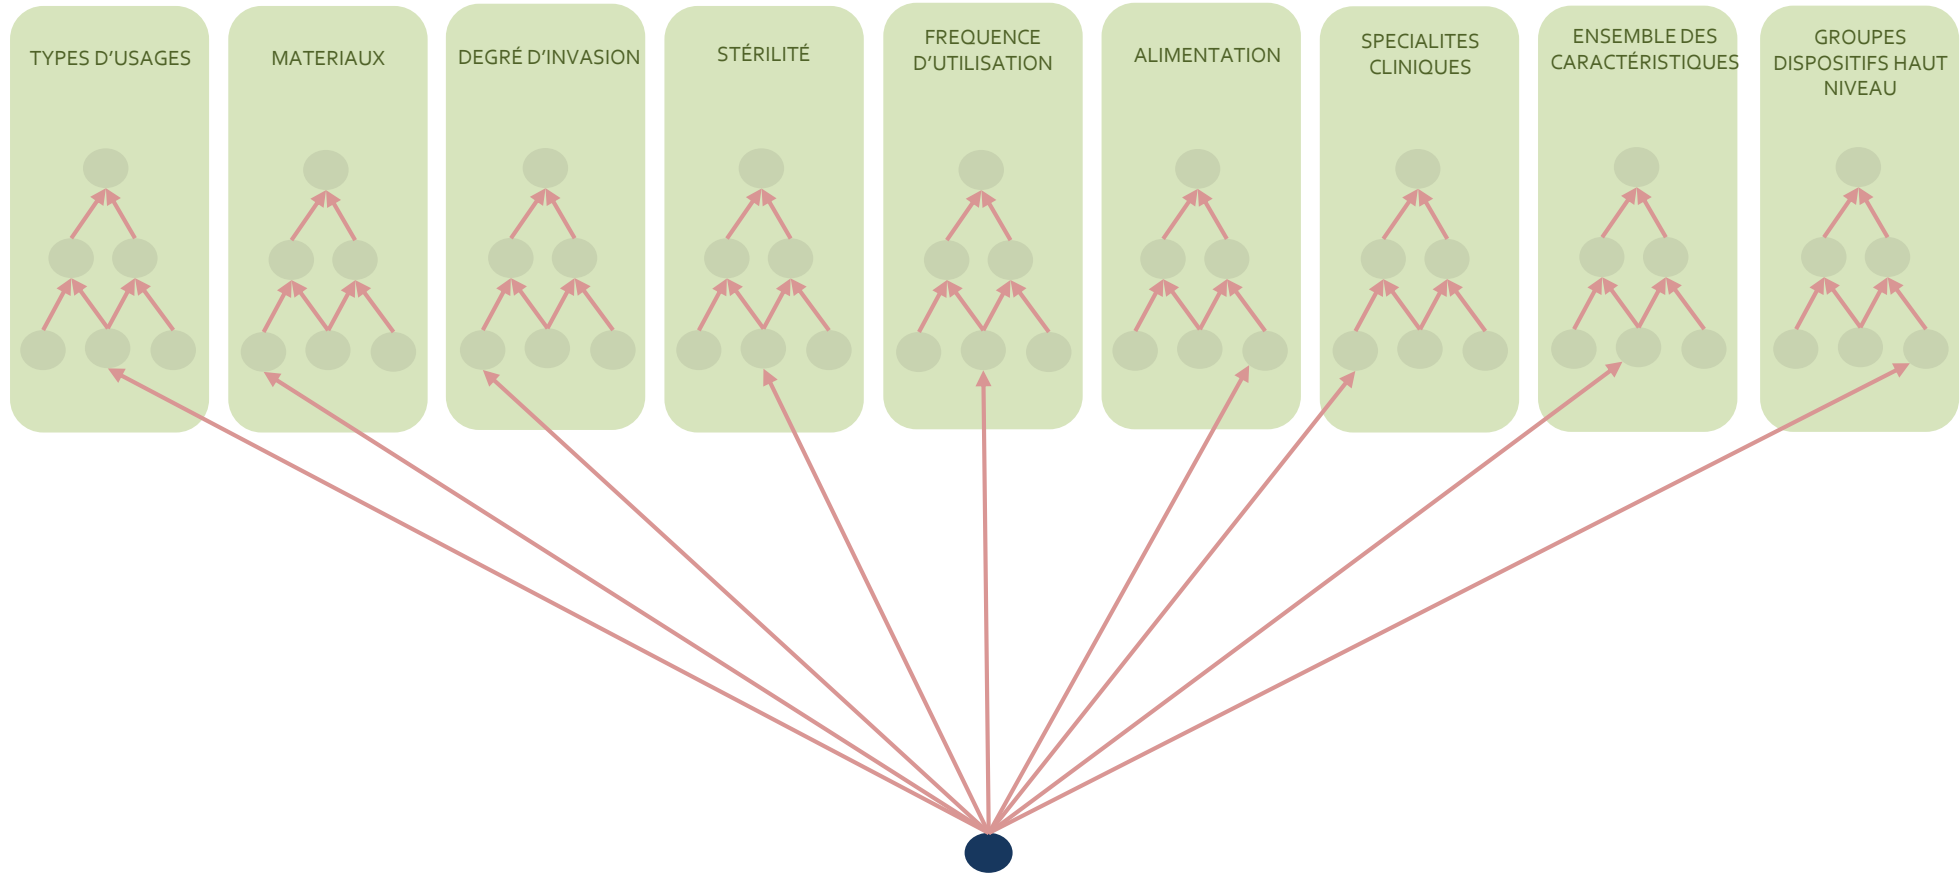 TYPES D’USAGES
MATERIAUX
DEGRÉ D’INVASION
STÉRILITÉ
FREQUENCE
D’UTILISATION
ALIMENTATION
SPECIALITES
CLINIQUES
ENSEMBLE DES
CARACTÉRISTIQUES
GROUPES
DISPOSITIFS HAUT
NIVEAU